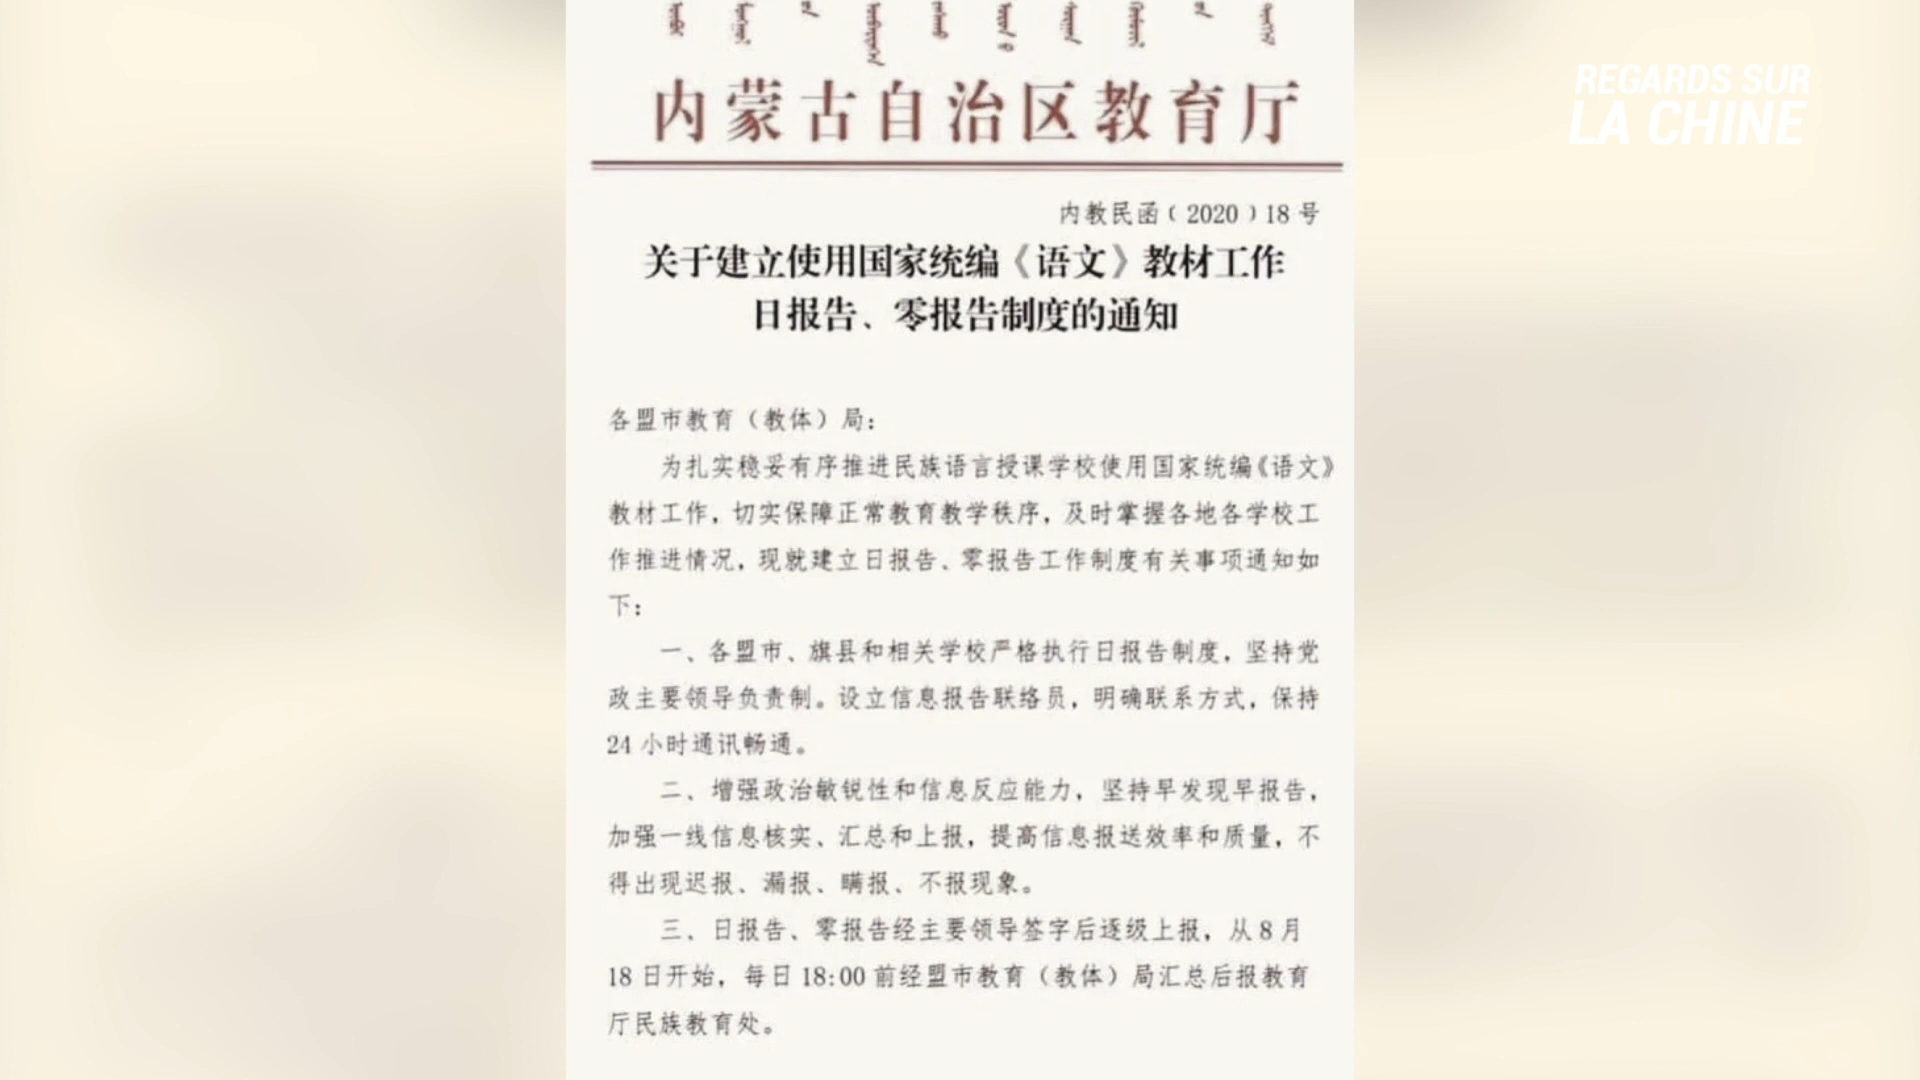 REGARDS SUR
LA CHINE
内蒙古自治区教育厅
内教民函﹝2020﹞18号
关于建立使用国家统编《语文》教材工作
日报告、零报告制度的通知
各盟市教育（教体）局：
为扎实稳妥有序推进民族语言授课学校使用国家统编《语文》
教材工作，切实保障正常教育教学秩序，及时掌握各地各学校工
作推进情况，现就建立日报告、零报告工作制度有关事项通知如
下：
一、各盟市、旗县和相关学校严格执行日报告制度，坚持党
政主要领导负责制。设立信息报告联络员，明确联系方式，保持
24小时通讯畅通。
二、增强政治敏锐性和信息反应能力，坚持早发现早报告，
加强一线信息核实、汇总和上报，提高信息报送效率和质量，不
得出现迟报、漏报、瞒报、不报现象。
三、日报告、零报告经主要领导签字后逐级上报，从8月
18日开始，每日18:00前经盟市教育（教体）局汇总后报教育
厅民族教育处。